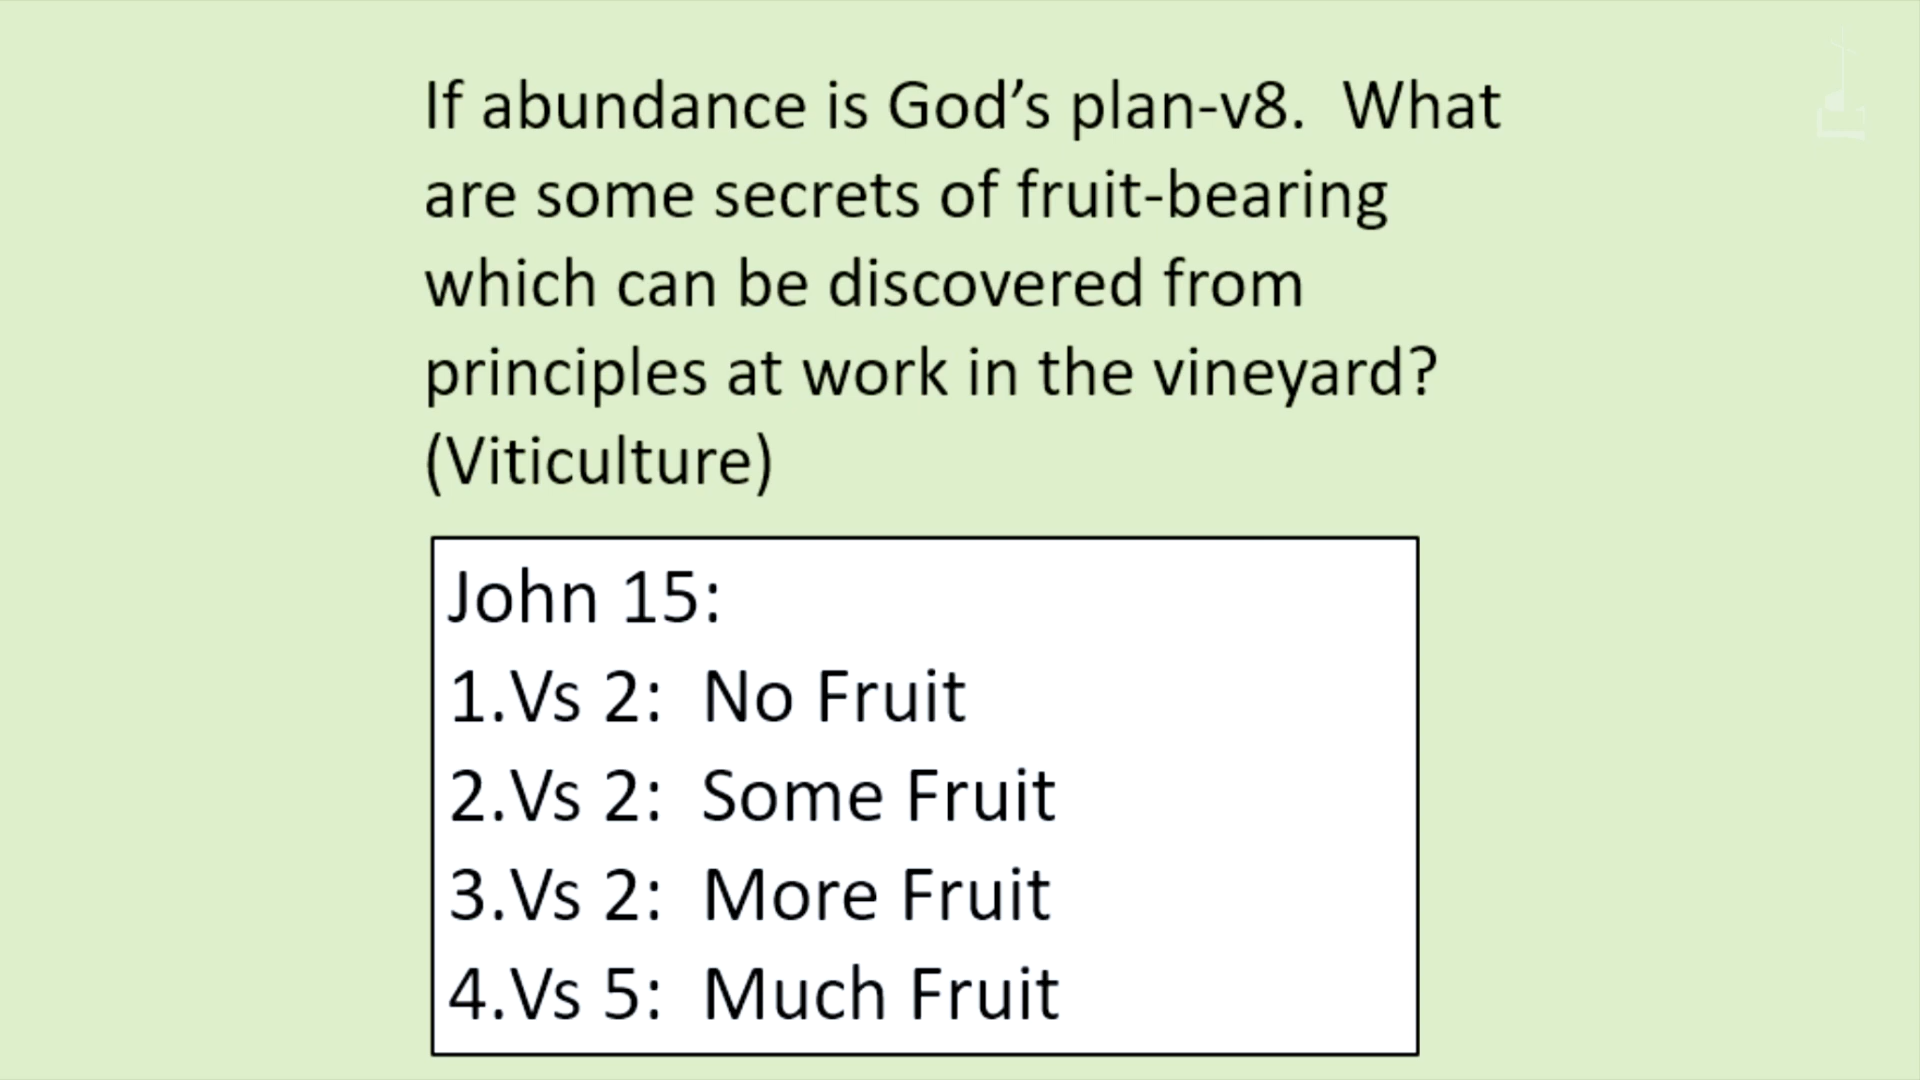 If abundance is God’s plan-v8.  What
are some secrets of fruit-bearing
which can be discovered from
principles at work in the vineyard?
(Viticulture)
John 15:
1.Vs 2:  No Fruit
2.Vs 2:  Some Fruit
3.Vs 2:  More Fruit
4.Vs 5:  Much Fruit